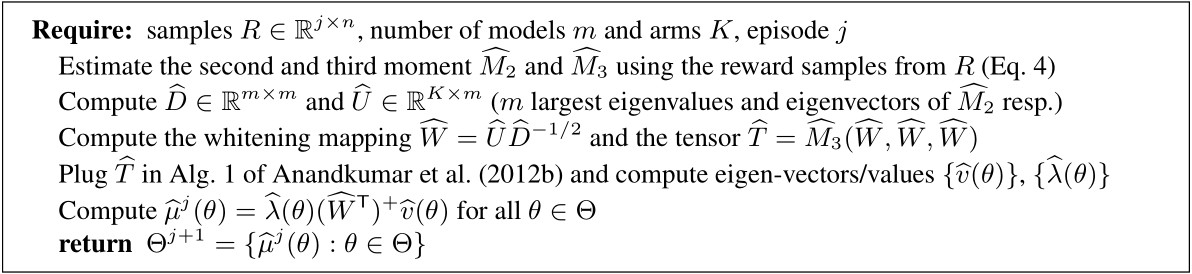 Require: samples $R \in \mathbb{R}^{j \times n}$, number of models $m$ and arms $K$, episode $j$
Estimate the second and third moment $\widehat{M}_2$ and $\widehat{M}_3$ using the reward samples from $R$ (Eq. 4)
Compute $\widehat{D} \in \mathbb{R}^{m \times m}$ and $\widehat{U} \in \mathbb{R}^{K \times m}$ ($m$ largest eigenvalues and eigenvectors of $\widehat{M}_2$ resp.)
Compute the whitening mapping $\widehat{W} = \widehat{U}\widehat{D}^{-1/2}$ and the tensor $\widehat{T} = \widehat{M}_3(\widehat{W}, \widehat{W}, \widehat{W})$
Plug $\widehat{T}$ in Alg. 1 of Anandkumar et al. (2012b) and compute eigen-vectors/values $\{\widehat{v}(\theta)\}$, $\{\widehat{\lambda}(\theta)\}$
Compute $\widehat{\mu}^j(\theta) = \widehat{\lambda}(\theta)(\widehat{W}^{\mathsf{T}})^{+}\widehat{v}(\theta)$ for all $\theta \in \Theta$
return $\Theta^{j+1} = \{\widehat{\mu}^j(\theta) : \theta \in \Theta\}$